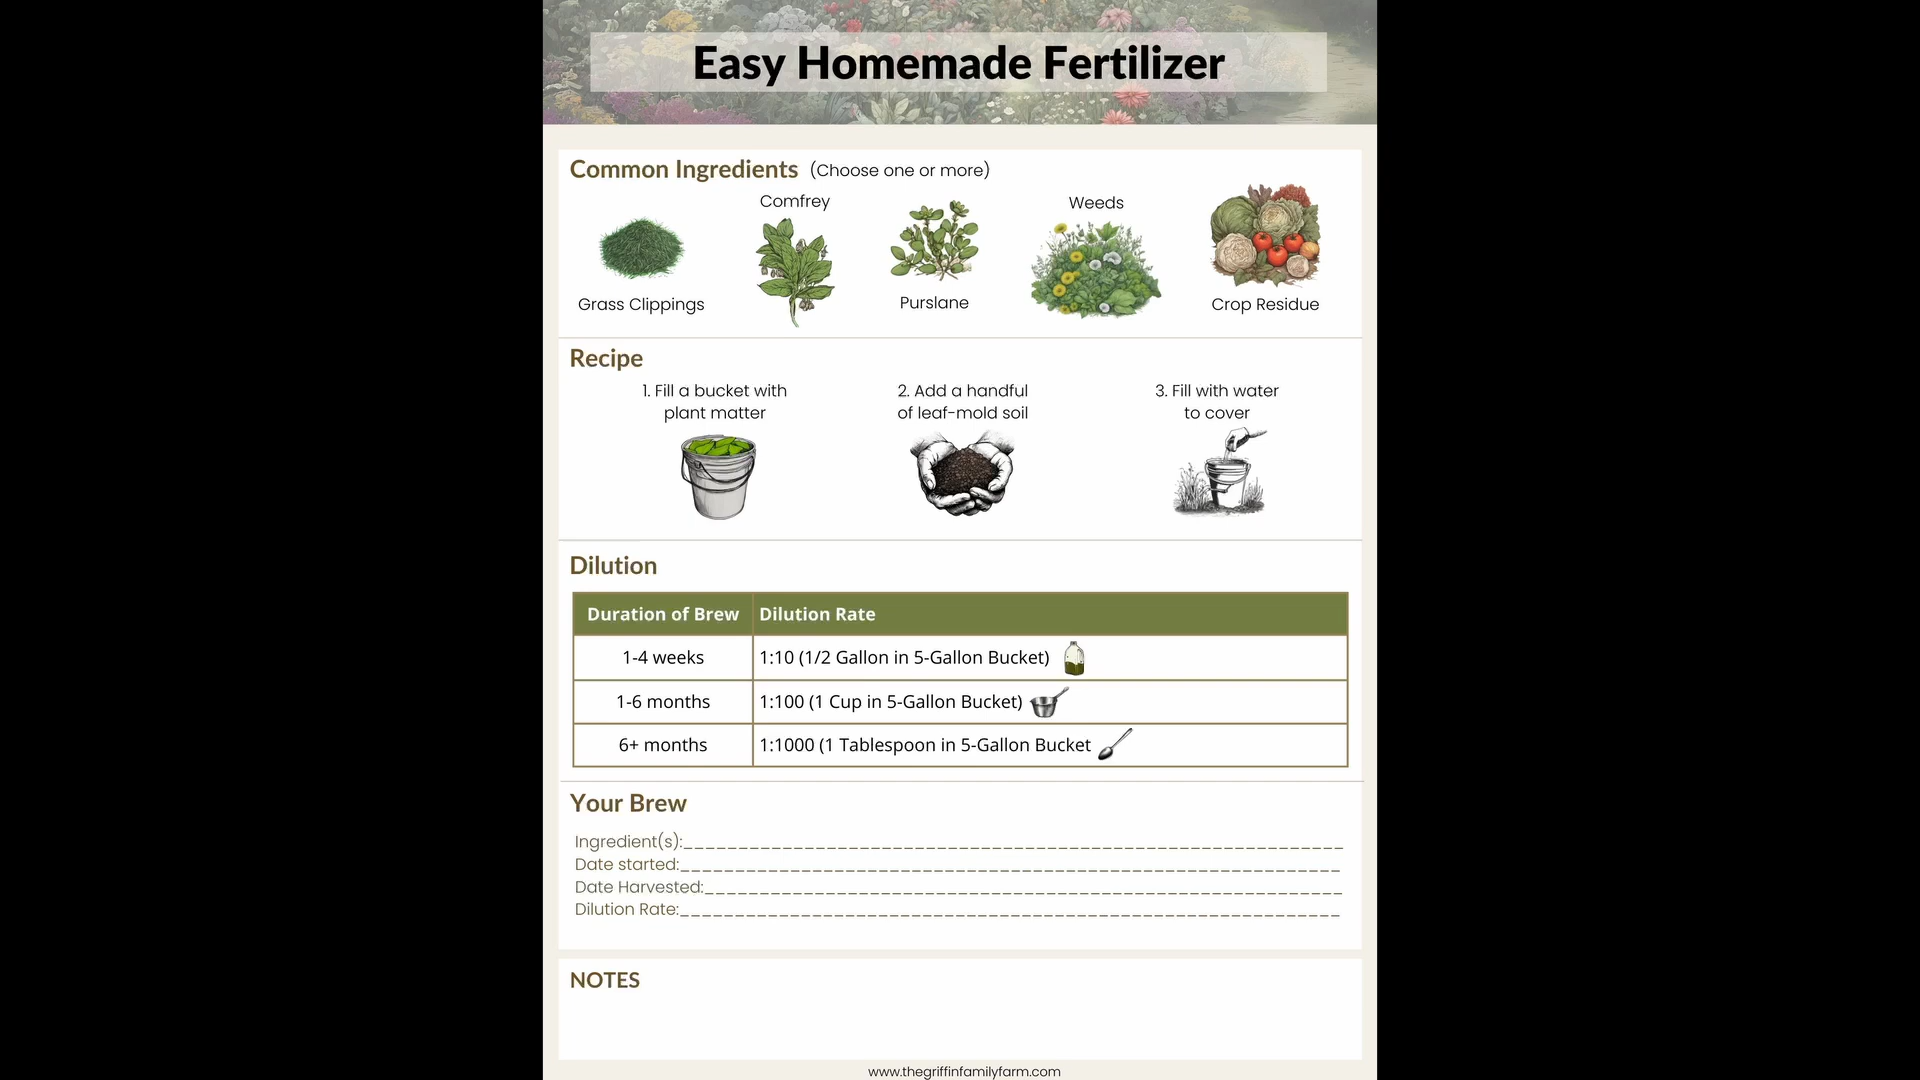 Easy Homemade Fertilizer
Common Ingredients (Choose one or more)
Grass Clippings
Comfrey
Purslane
Weeds
Crop Residue
Recipe
1. Fill a bucket with
plant matter
2. Add a handful
of leaf-mold soil
3. Fill with water
to cover
Dilution
Duration of Brew Dilution Rate
1-4 weeks 1:10 (1/2 Gallon in 5-Gallon Bucket)
1-6 months 1:100 (1 Cup in 5-Gallon Bucket)
6+ months 1:1000 (1 Tablespoon in 5-Gallon Bucket
Your Brew
Ingredient(s):
Date started:
Date Harvested:
Dilution Rate:
NOTES
www.thegriffinfamilyfarm.com